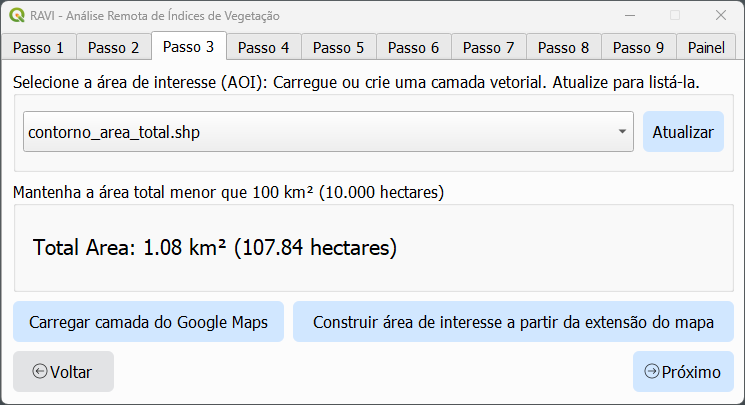 RAVI - Análise Remota de Índices de Vegetação
Passo 1 Passo 2 Passo 3 Passo 4 Passo 5 Passo 6 Passo 7 Passo 8 Passo 9 Painel
Selecione a área de interesse (AOI): Carregue ou crie uma camada vetorial. Atualize para listá-la.
contorno_area_total.shp Atualizar
Mantenha a área total menor que 100 km² (10.000 hectares)
Total Area: 1.08 km² (107.84 hectares)
Carregar camada do Google Maps Construir área de interesse a partir da extensão do mapa
Voltar Próximo